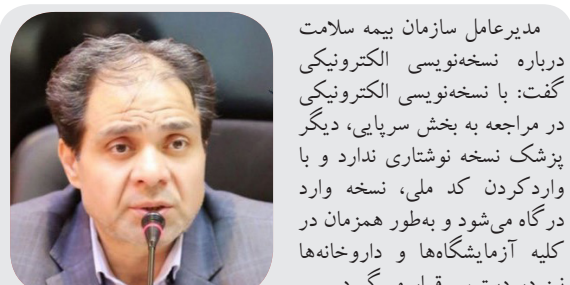 مدیرعامل سازمان بیمه سلامت
درباره نسخه‌نویسی الکترونیکی
گفت: با نسخه‌نویسی الکترونیکی
در مراجعه به بخش سرپایی، دیگر
پزشک نسخه نوشتاری ندارد و با
واردکردن کد ملی، نسخه وارد
درگاه می‌شود و به‌طور همزمان در
کلیه آزمایشگاه‌ها و داروخانه‌ها